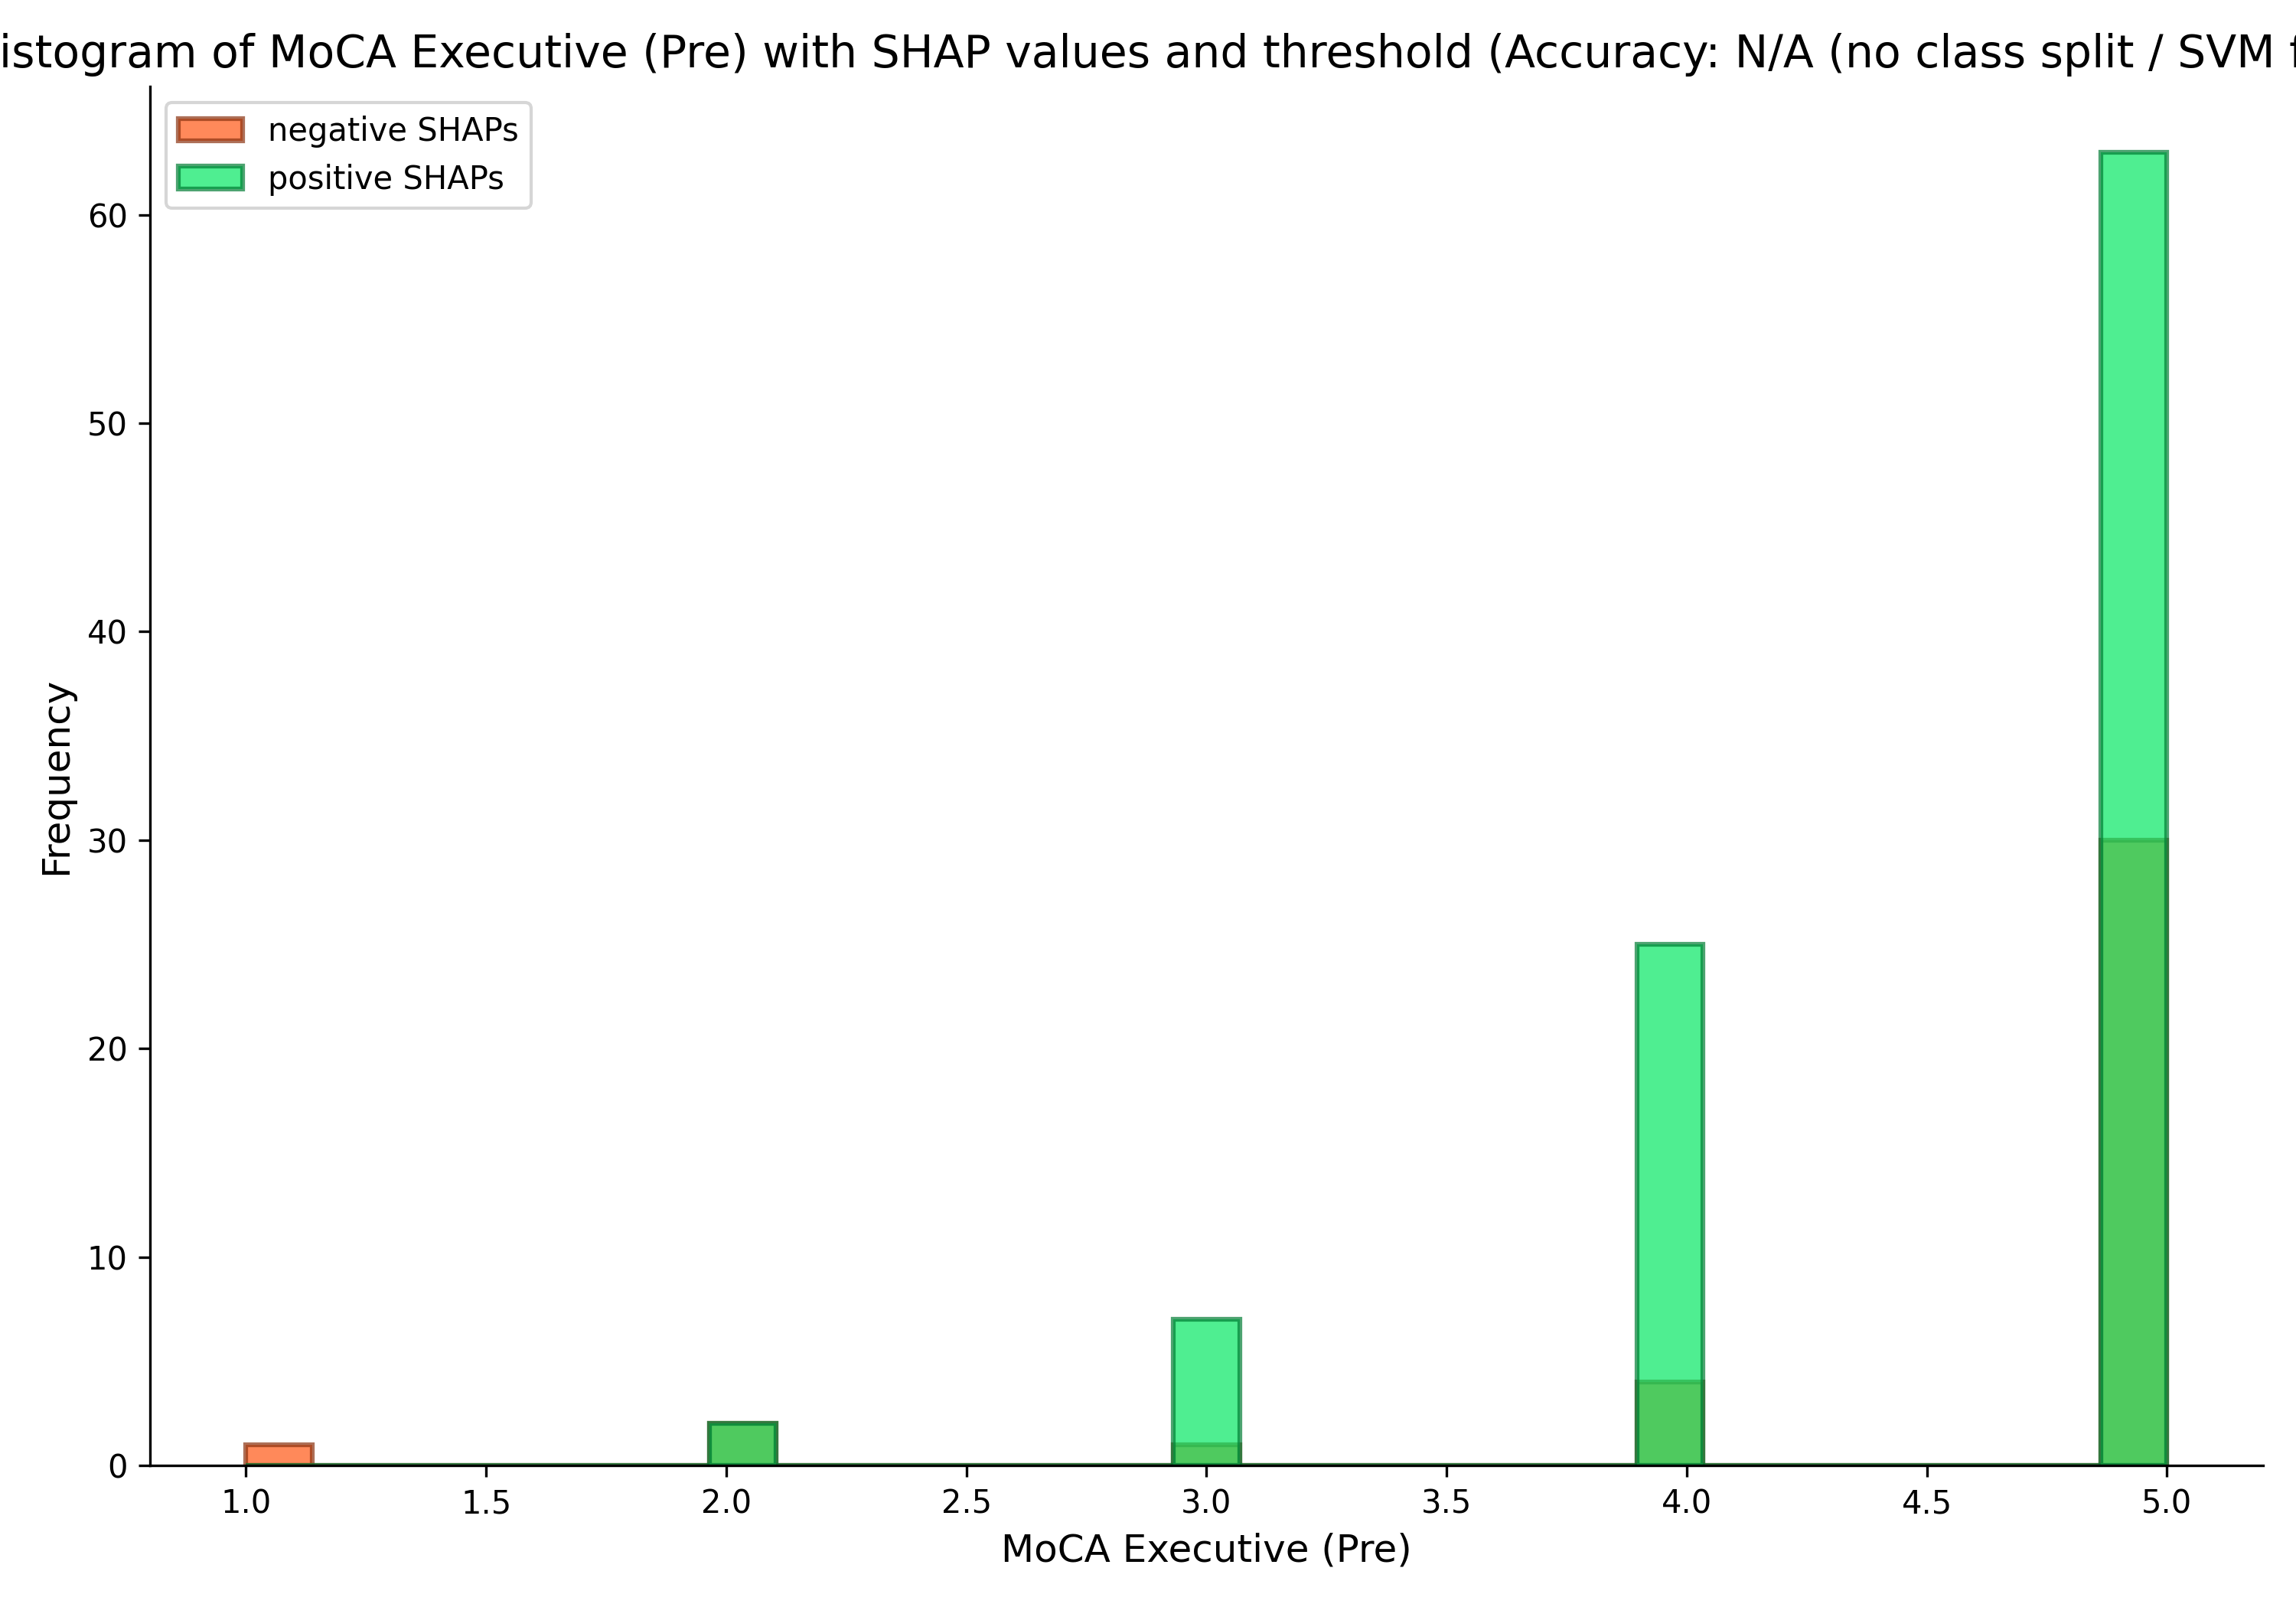 istogram of MoCA Executive (Pre) with SHAP values and threshold (Accuracy: N/A (no class split / SVM f
negative SHAPs
positive SHAPs
60
50
40
30
20
10
0
Frequency
1.0 1.5 2.0 2.5 3.0 3.5 4.0 4.5 5.0
MoCA Executive (Pre)